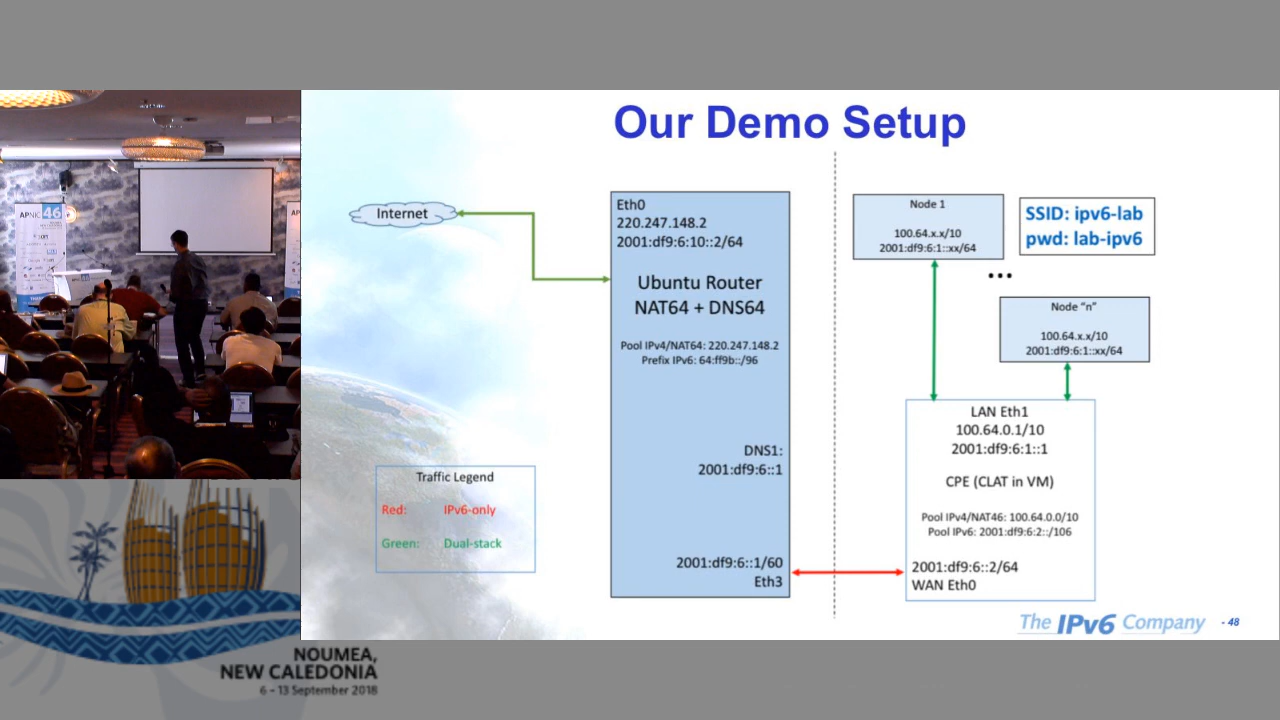 Our Demo Setup
Internet
Eth0
220.247.148.2
2001:df9:6:10::2/64
Ubuntu Router
NAT64 + DNS64
Pool IPv4/NAT64: 220.247.148.2
Prefix IPv6: 64:ff9b::/96
DNS1:
2001:df9:6::1
2001:df9:6::1/60
Eth3
Node 1
100.64.x.x/10
2001:df9:6:1::xx/64
SSID: ipv6-lab
pwd: lab-ipv6
...
Node "n"
100.64.x.x/10
2001:df9:6:1::xx/64
LAN Eth1
100.64.0.1/10
2001:df9:6:1::1
CPE (CLAT in VM)
Pool IPv4/NAT46: 100.64.0.0/10
Pool IPv6: 2001:df9:6:2::/106
2001:df9:6::2/64
WAN Eth0
Traffic Legend
Red: IPv6-only
Green: Dual-stack
The IPv6 Company
- 48
APNIC 46
NOUMEA,
NEW CALEDONIA
6 – 13 September 2018